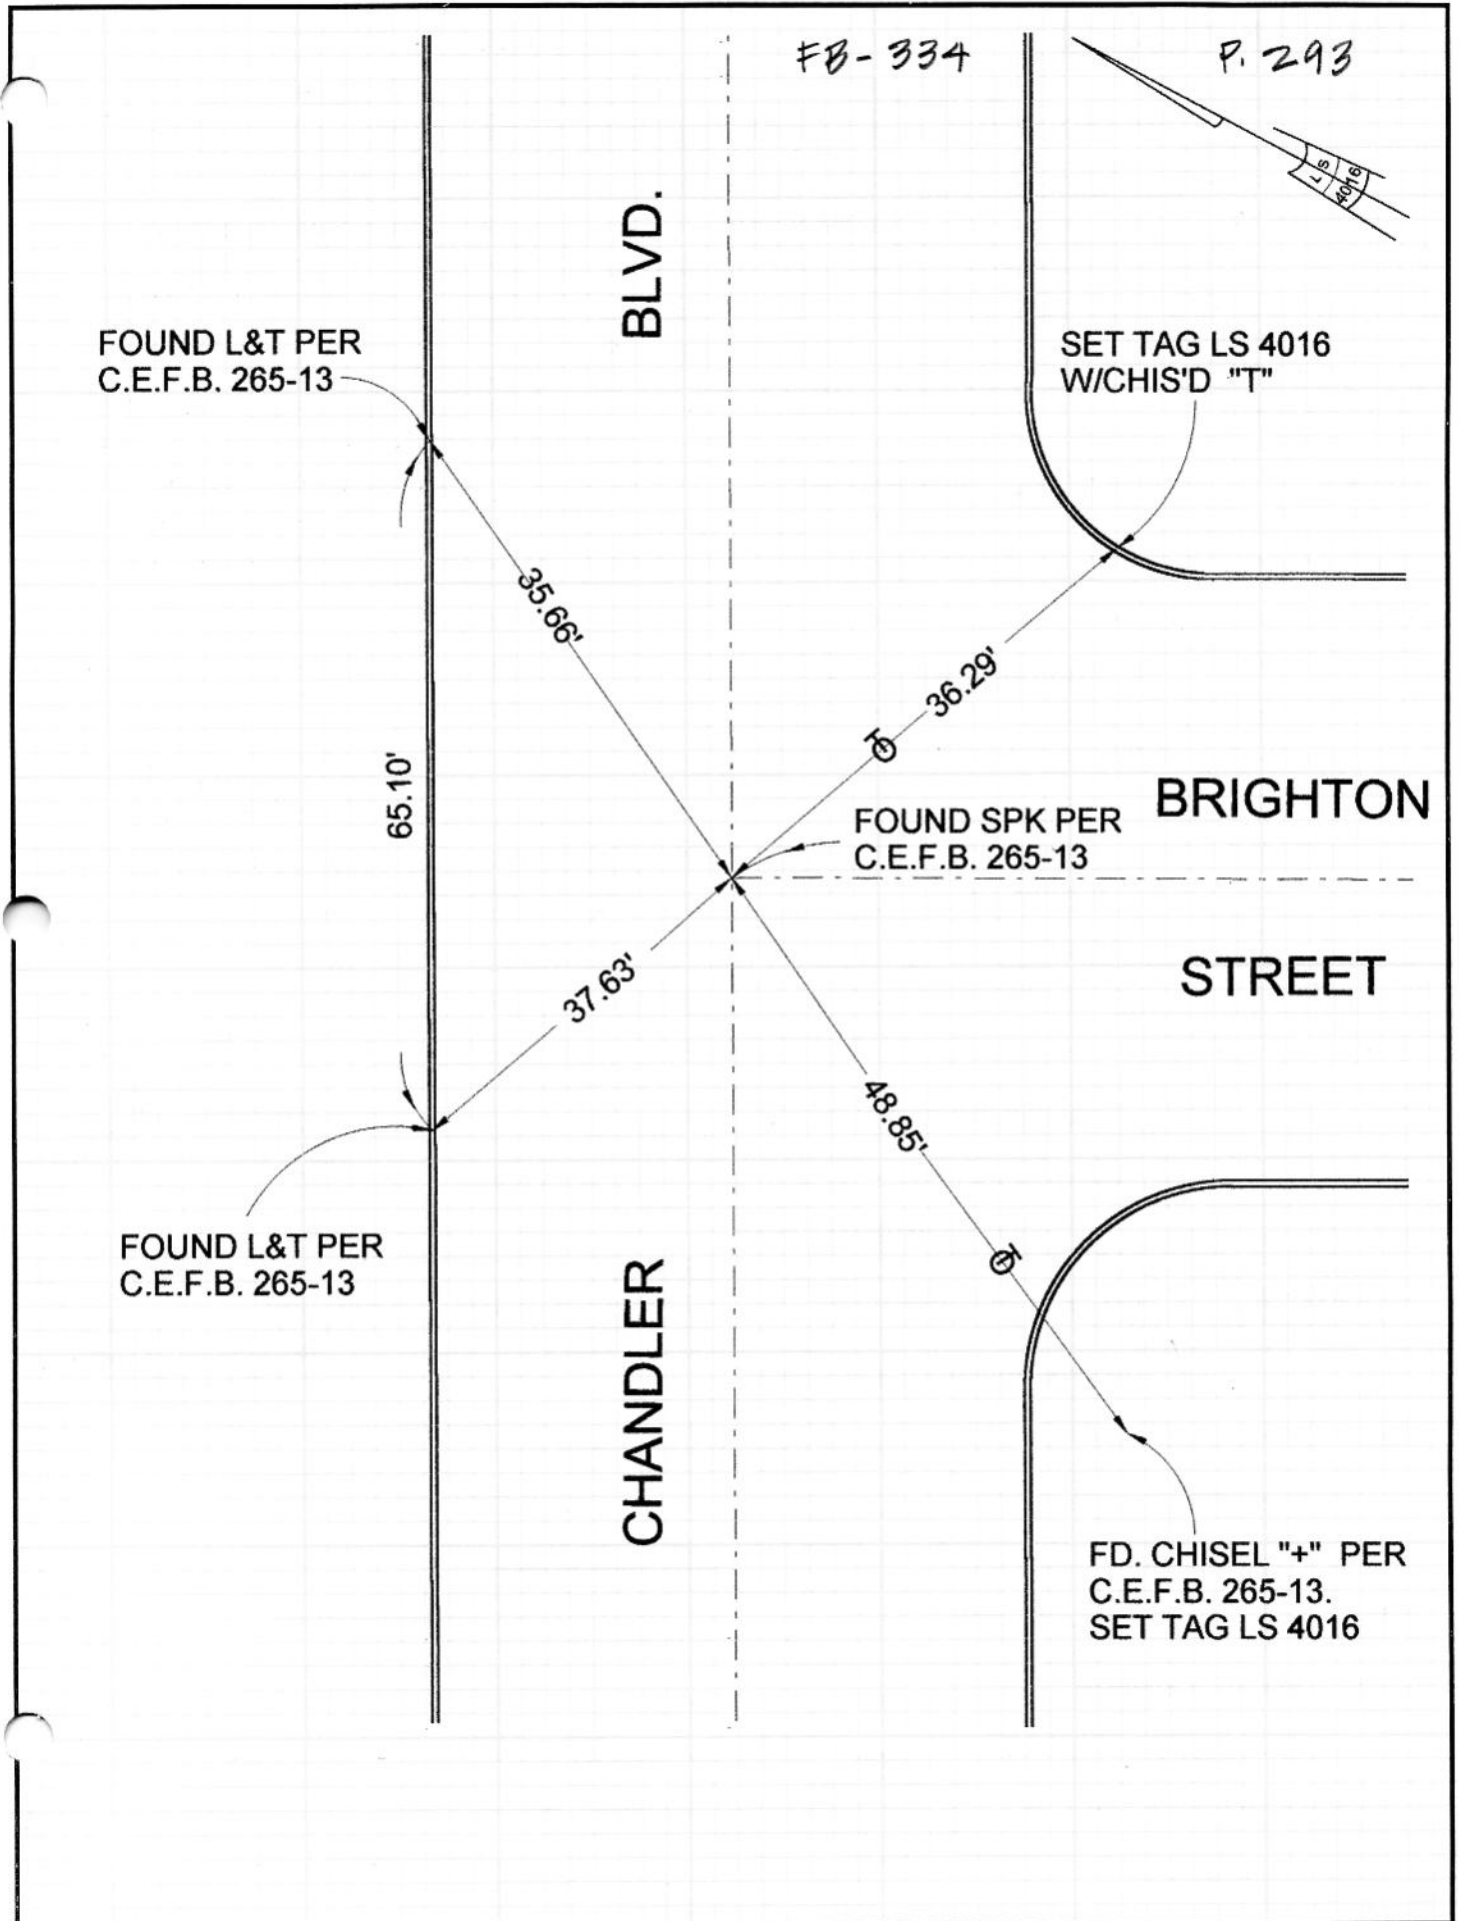 FB-334
P. 293
L S
4016
BLVD.
FOUND L&T PER
C.E.F.B. 265-13
SET TAG LS 4016
W/CHIS'D "T"
35.66'
36.29'
65.10'
BRIGHTON
FOUND SPK PER
C.E.F.B. 265-13
STREET
37.63'
48.85'
FOUND L&T PER
C.E.F.B. 265-13
CHANDLER
FD. CHISEL "+" PER
C.E.F.B. 265-13.
SET TAG LS 4016